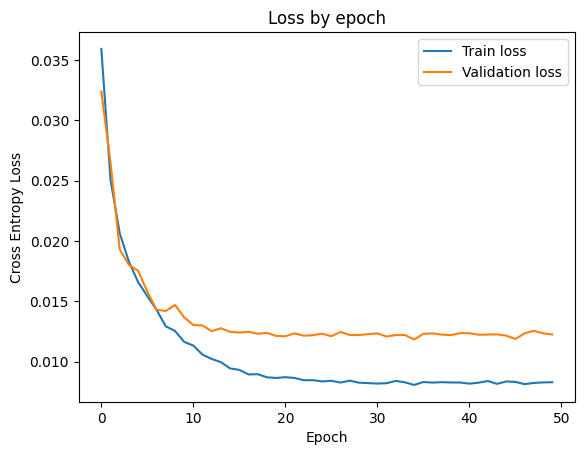 Loss by epoch
Train loss
Validation loss
Cross Entropy Loss
0.035
0.030
0.025
0.020
0.015
0.010
0
10
20
30
40
50
Epoch